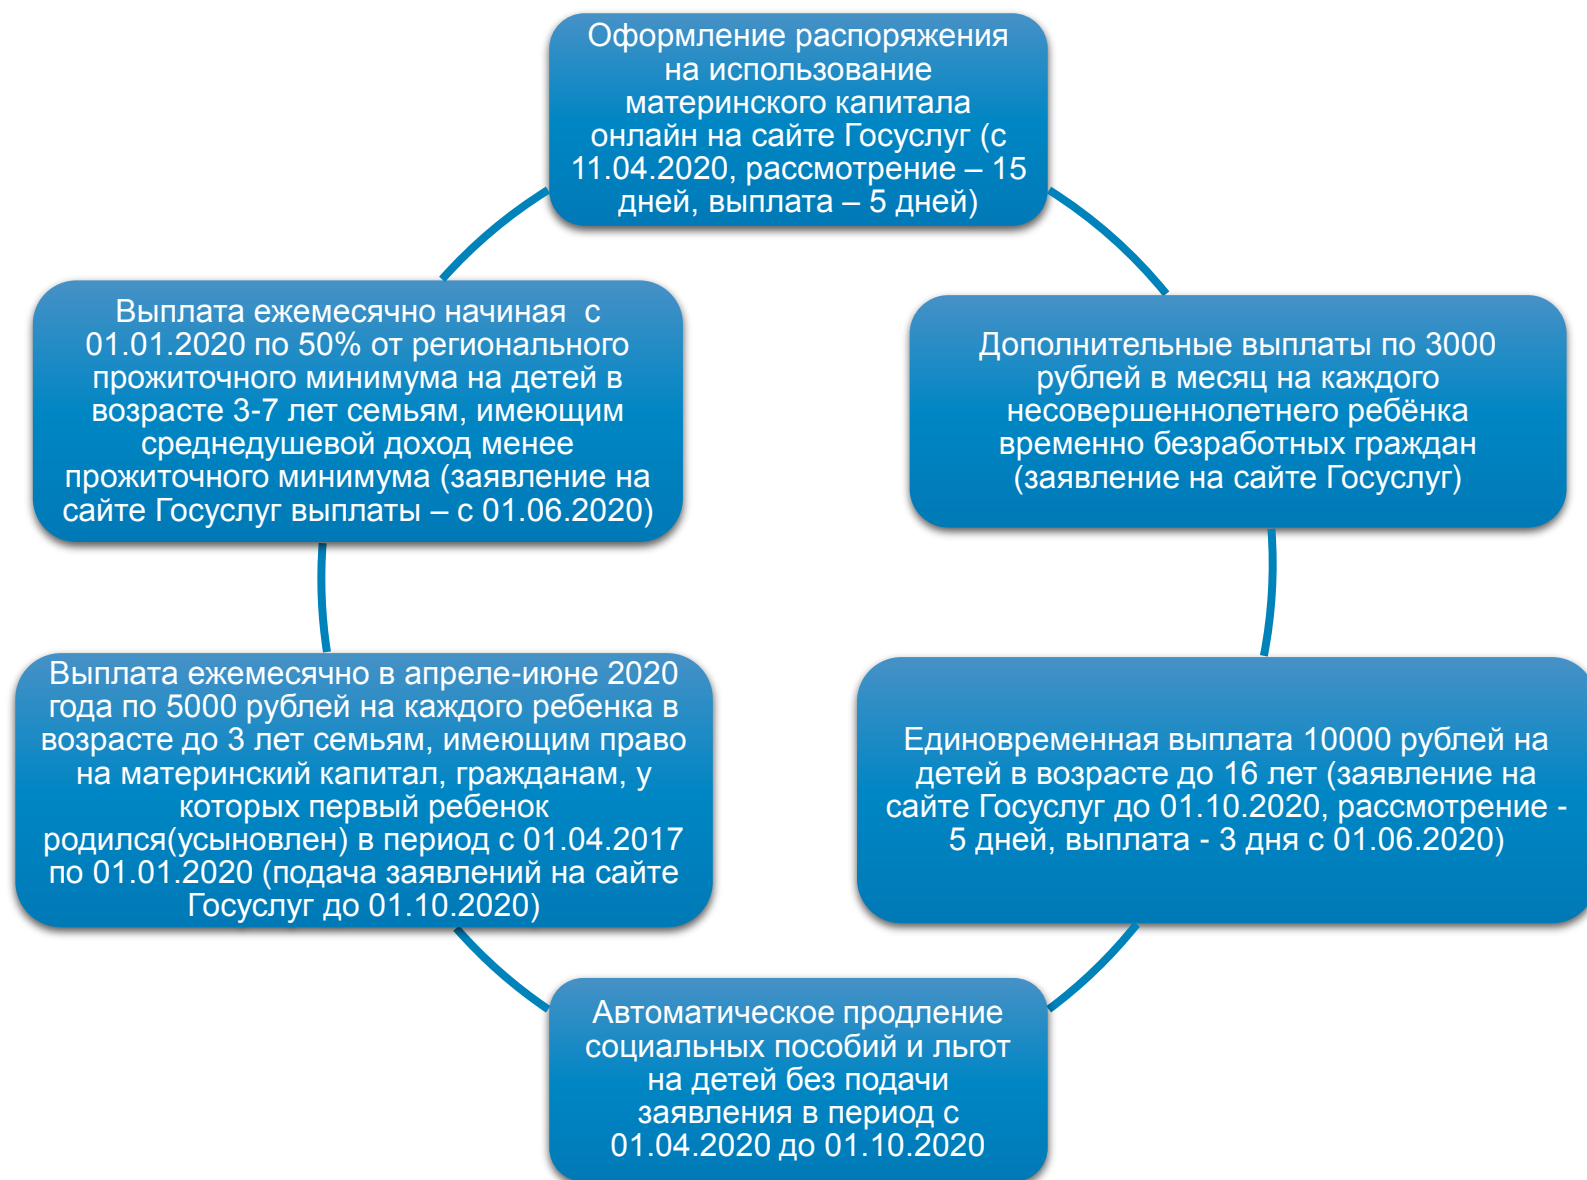 Оформление распоряжения
на использование
материнского капитала
онлайн на сайте Госуслуг (с
11.04.2020, рассмотрение – 15
дней, выплата – 5 дней)
Дополнительные выплаты по 3000
рублей в месяц на каждого
несовершеннолетнего ребёнка
временно безработных граждан
(заявление на сайте Госуслуг)
Единовременная выплата 10000 рублей на
детей в возрасте до 16 лет (заявление на
сайте Госуслуг до 01.10.2020, рассмотрение -
5 дней, выплата - 3 дня с 01.06.2020)
Автоматическое продление
социальных пособий и льгот
на детей без подачи
заявления в период с
01.04.2020 до 01.10.2020
Выплата ежемесячно в апреле-июне 2020
года по 5000 рублей на каждого ребенка в
возрасте до 3 лет семьям, имеющим право
на материнский капитал, гражданам, у
которых первый ребенок
родился(усыновлен) в период с 01.04.2017
по 01.01.2020 (подача заявлений на сайте
Госуслуг до 01.10.2020)
Выплата ежемесячно начиная  с
01.01.2020 по 50% от регионального
прожиточного минимума на детей в
возрасте 3-7 лет семьям, имеющим
среднедушевой доход менее
прожиточного минимума (заявление на
сайте Госуслуг выплаты – с 01.06.2020)